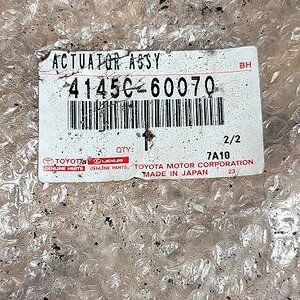 ACTUATOR ASSY
BH
4145C-60070
2/2
QTY: 1
7A10
TOYOTA LEXUS TOYOTA MOTOR CORPORATION
GENUINE PARTS GENUINE PARTS MADE IN JAPAN 23